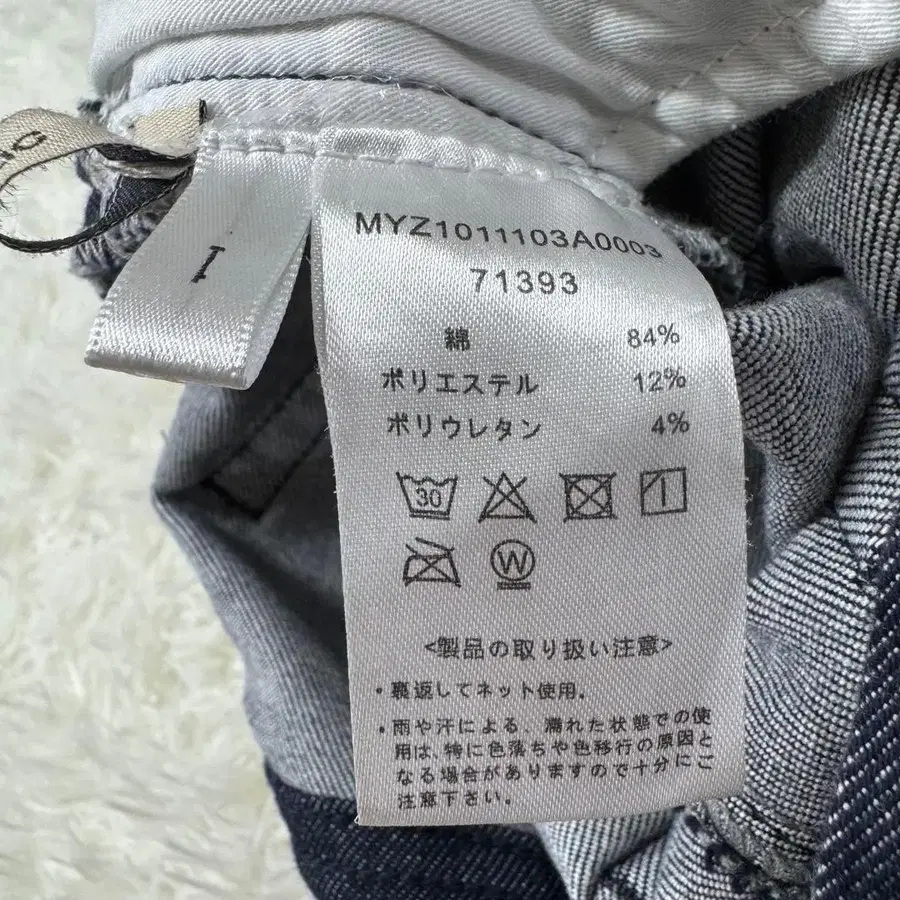 1
MYZ1011103A0003
71393
綿 84%
ポリエステル 12%
ポリウレタン 4%
30
W
<製品の取り扱い注意>
・裏返してネット使用。
・雨や汗による、濡れた状態での使
用は、特に色落ちや色移行の原因と
なる場合がありますので十分にご
注意下さい。